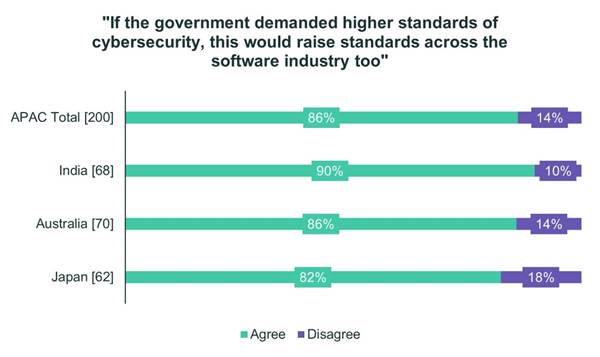 "If the government demanded higher standards of
cybersecurity, this would raise standards across the
software industry too"
APAC Total [200]
86%
14%
India [68]
90%
10%
Australia [70]
86%
14%
Japan [62]
82%
18%
Agree
Disagree